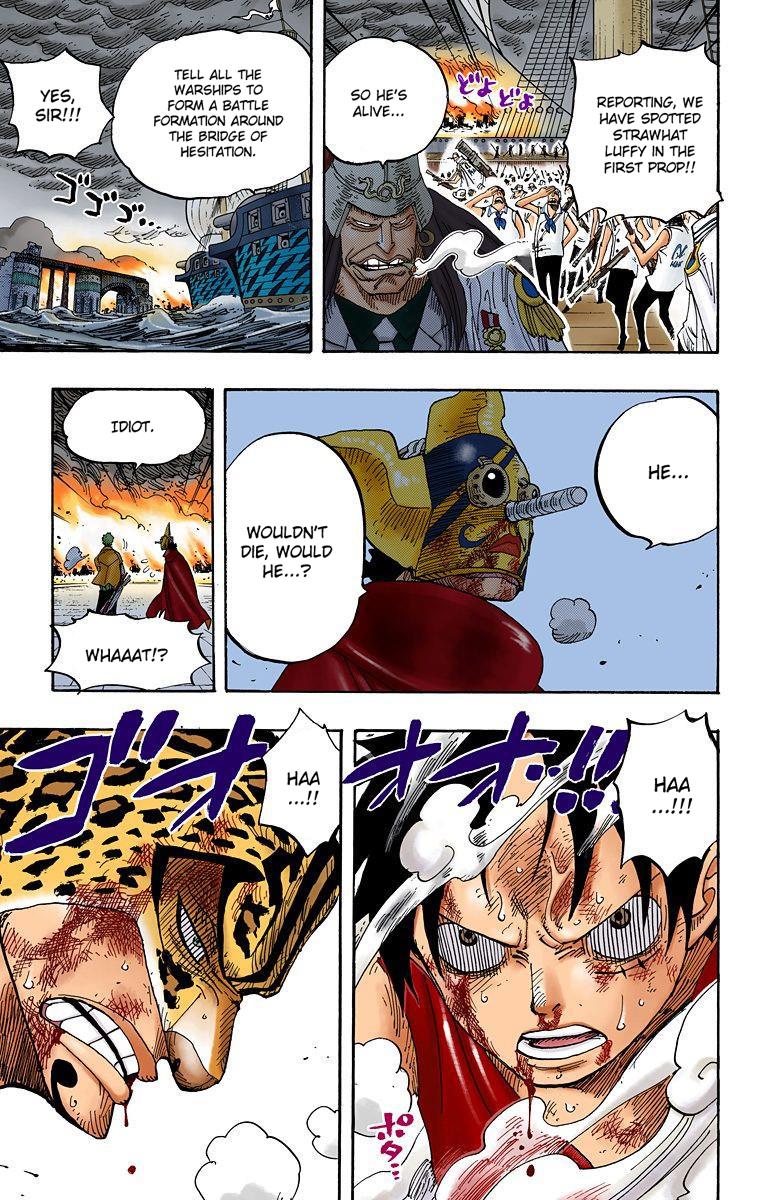 REPORTING, WE
HAVE SPOTTED
STRAWHAT
LUFFY IN THE
FIRST PROP!!
どよどよ
SO HE'S
ALIVE...
TELL ALL THE
WARSHIPS TO
FORM A BATTLE
FORMATION AROUND
THE BRIDGE OF
HESITATION.
YES,
SIR!!!
ゴゴゴ...
HE...
WOULDN'T
DIE, WOULD
HE...?
IDIOT.
WHAAAT!?
HAA
...!!!
オオ..!!
ポタ
HAA
...!!
ゴオ